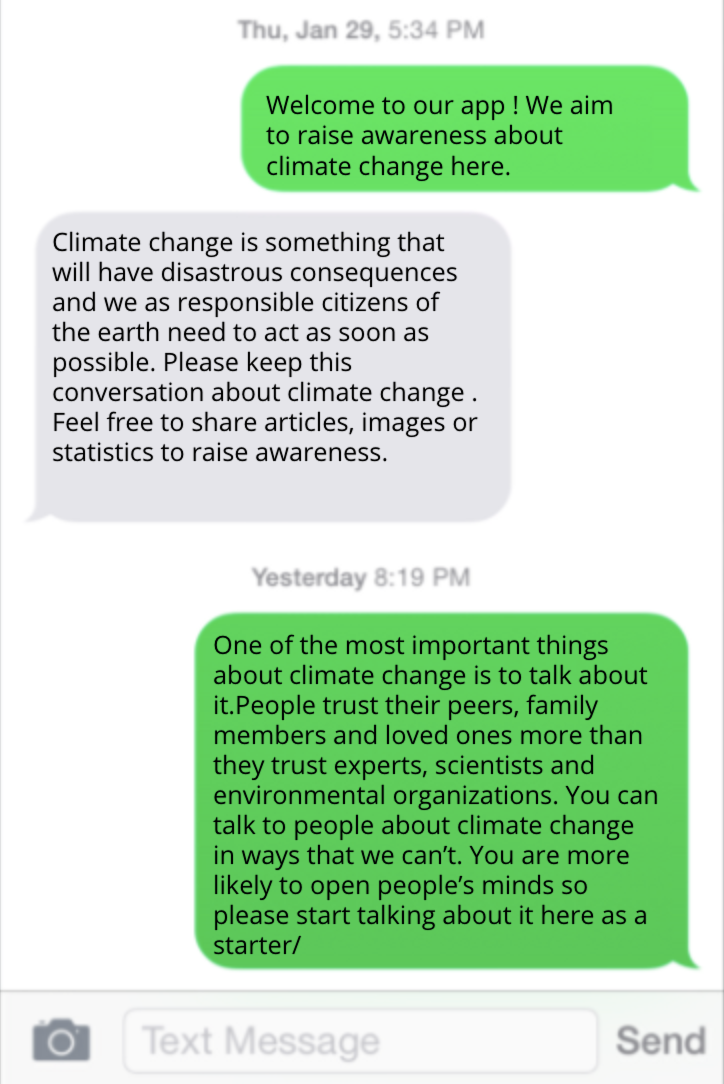 Thu, Jan 29, 5:34 PM
Welcome to our app ! We aim
to raise awareness about
climate change here.
Climate change is something that
will have disastrous consequences
and we as responsible citizens of
the earth need to act as soon as
possible. Please keep this
conversation about climate change .
Feel free to share articles, images or
statistics to raise awareness.
Yesterday 8:19 PM
One of the most important things
about climate change is to talk about
it.People trust their peers, family
members and loved ones more than
they trust experts, scientists and
environmental organizations. You can
talk to people about climate change
in ways that we can’t. You are more
likely to open people’s minds so
please start talking about it here as a
starter/
Text Message
Send